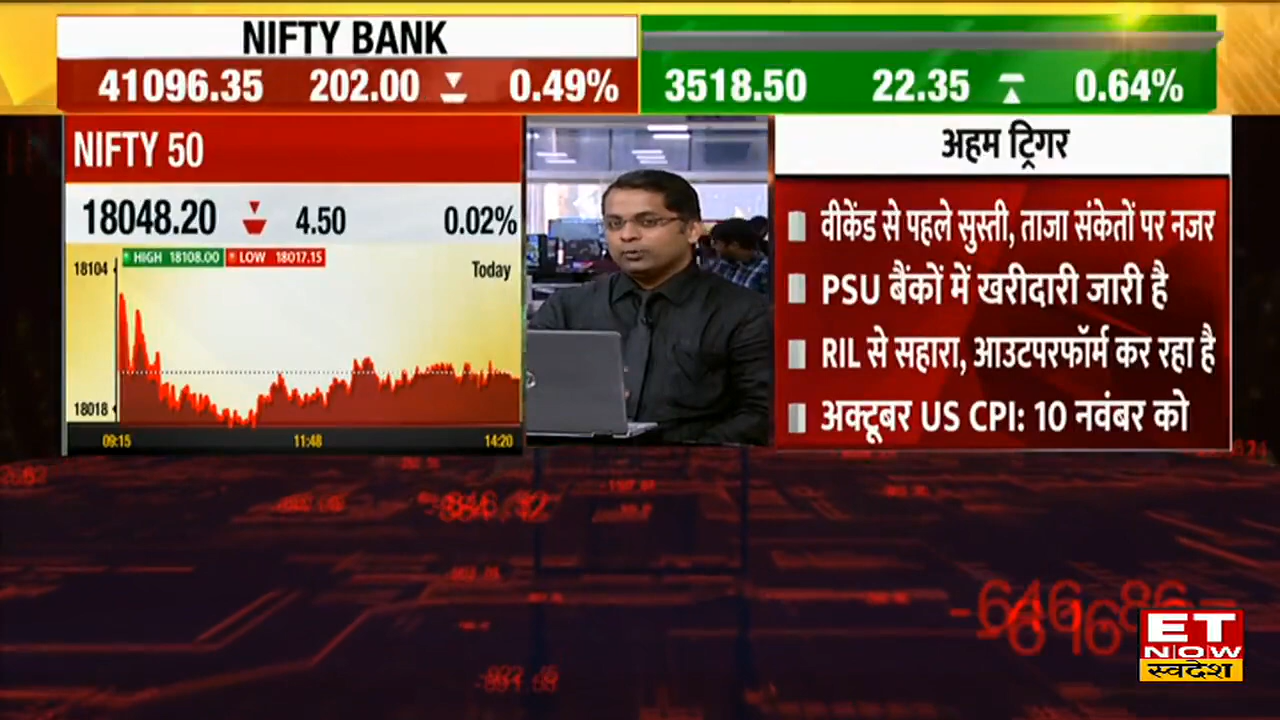 NIFTY BANK
41096.35 202.00 0.49%
3518.50 22.35 0.64%
NIFTY 50
18048.20 4.50 0.02%
HIGH 18108.00 LOW 18017.15
Today
18104
18018
09:15 11:48 14:20
अहम ट्रिगर
वीकेंड से पहले सुस्ती, ताजा संकेतों पर नजर
PSU बैंकों में खरीदारी जारी है
RIL से सहारा, आउटपरफॉर्म कर रहा है
अक्टूबर US CPI: 10 नवंबर को
ET
NOW
स्वदेश